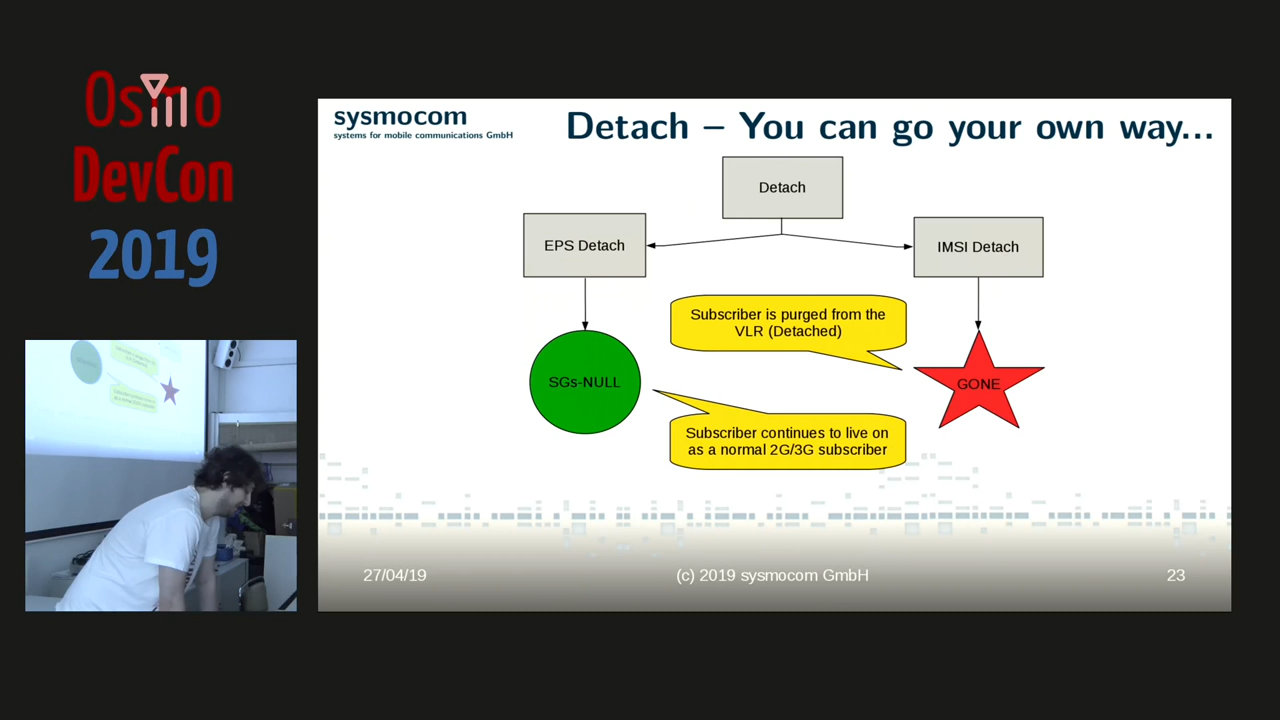 Osmo
DevCon
2019
sysmocom
systems for mobile communications GmbH
Detach – You can go your own way...
Detach
EPS Detach
IMSI Detach
Subscriber is purged from the
VLR (Detached)
SGs-NULL
GONE
Subscriber continues to live on
as a normal 2G/3G subscriber
27/04/19
(c) 2019 sysmocom GmbH
23